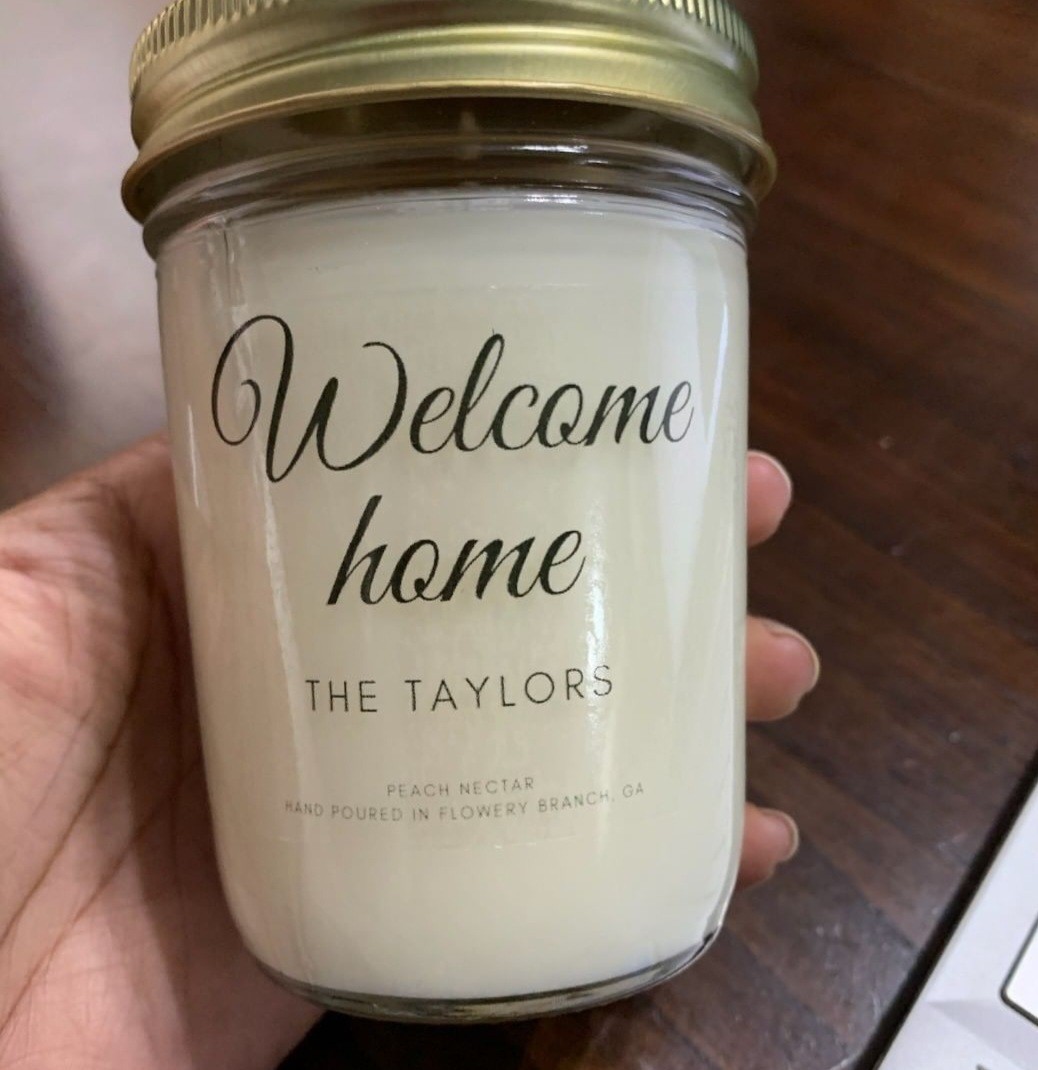 Welcome
home
THE TAYLORS
PEACH NECTAR
HAND POURED IN FLOWERY BRANCH, GA